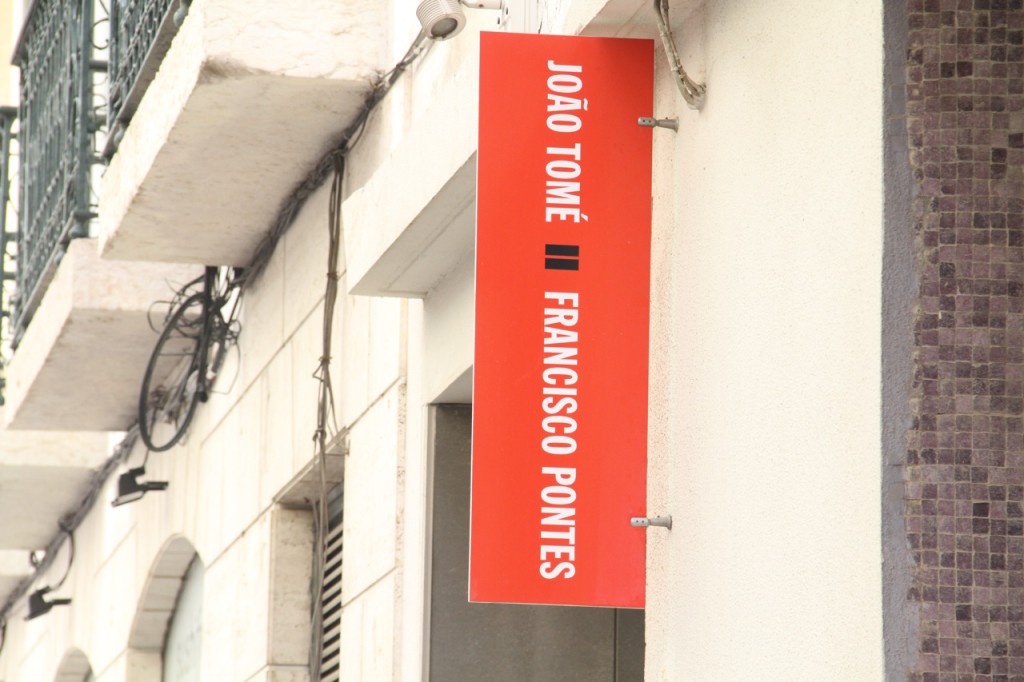 JOÃO TOMÉ || FRANCISCO PONTES